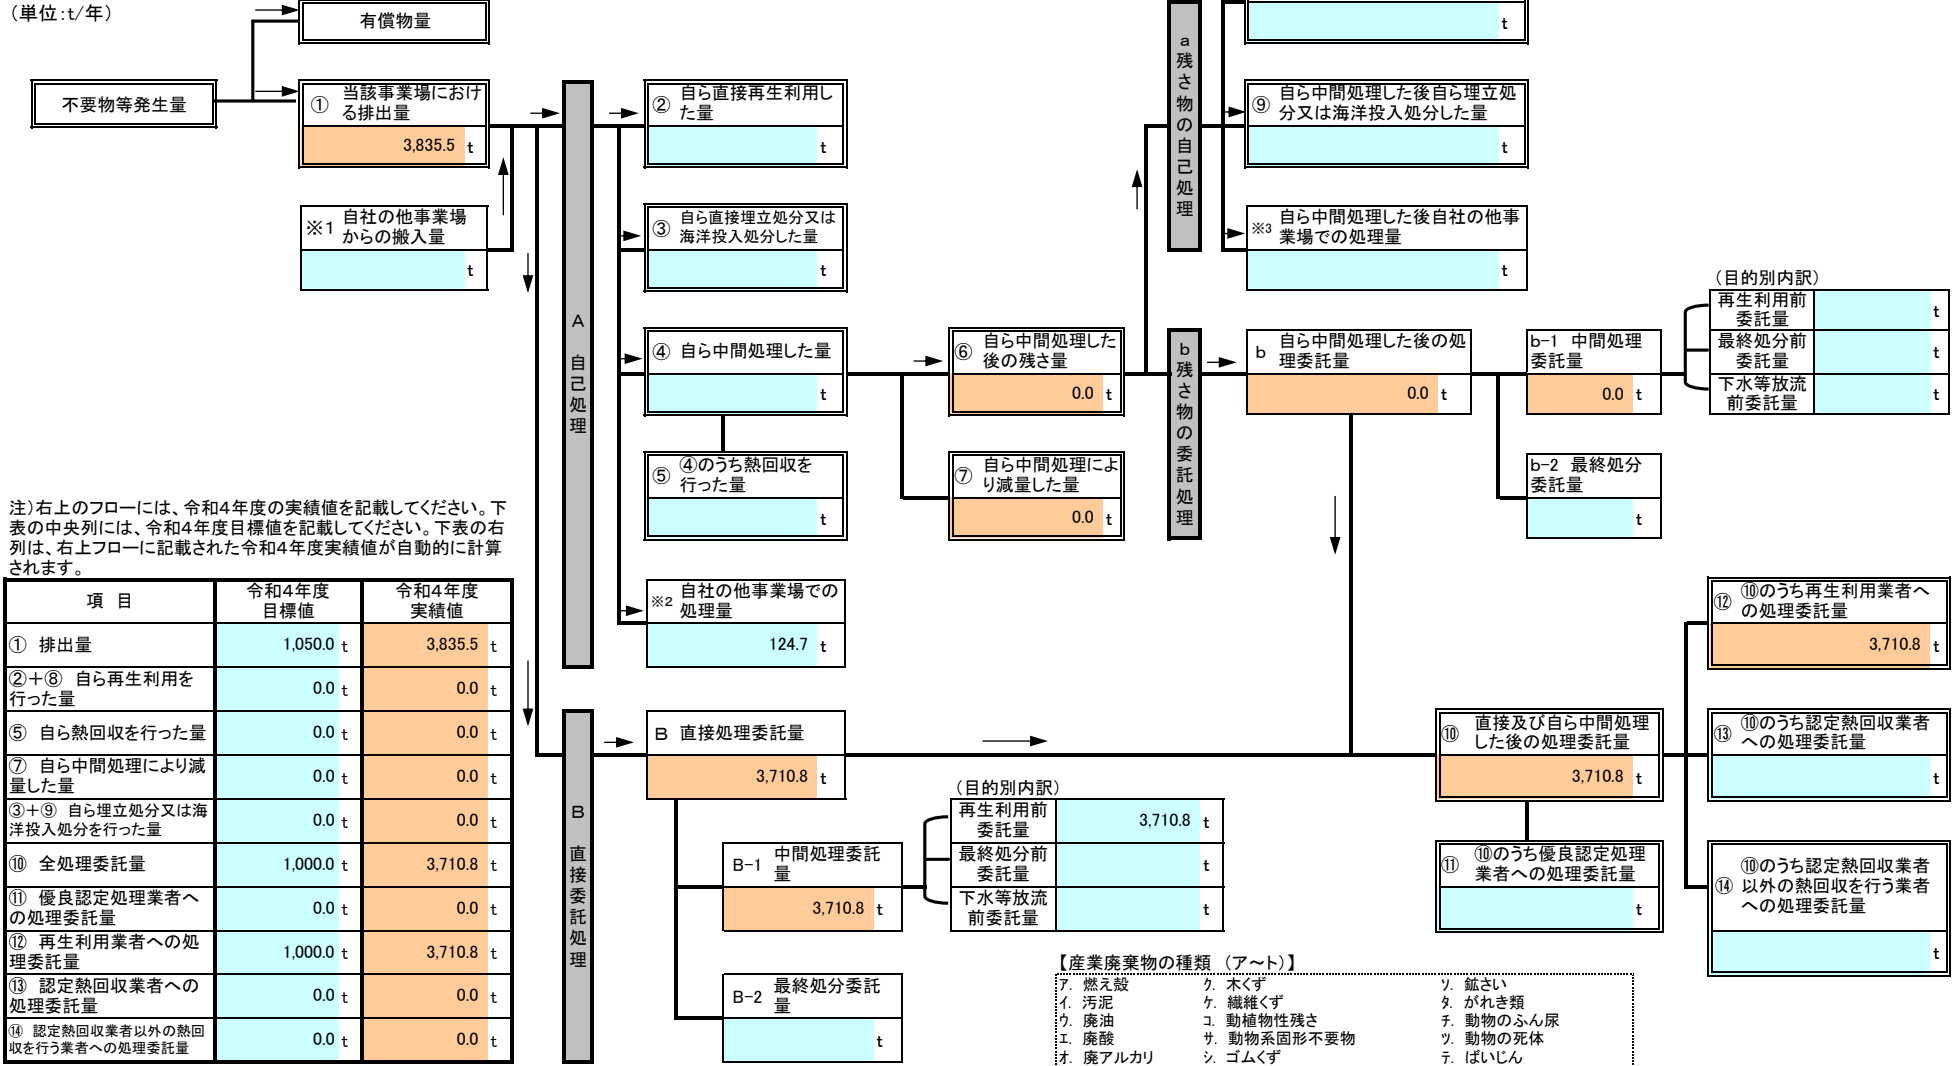 （単位：t/年）
有償物量
不要物等発生量
① 当該事業場におけ
る排出量
3,835.5 t
※1 自社の他事業場
からの搬入量
t
A 自己処理
② 自ら直接再生利用し
た量
t
③ 自ら直接埋立処分又は
海洋投入処分した量
t
④ 自ら中間処理した量
t
⑤ ④のうち熱回収を
行った量
t
※2 自社の他事業場での
処理量
124.7 t
⑥ 自ら中間処理した
後の残さ量
0.0 t
⑦ 自ら中間処理によ
り減量した量
0.0 t
a 残さ物の自己処理
t
⑨ 自ら中間処理した後自ら埋立処
分又は海洋投入処分した量
t
※3 自ら中間処理した後自社の他事
業場での処理量
t
b 残さ物の委託処理
b 自ら中間処理した後の処
理委託量
0.0 t
b-1 中間処理
委託量
0.0 t
b-2 最終処分
委託量
t
（目的別内訳）
再生利用前
委託量
t
最終処分前
委託量
t
下水等放流
前委託量
t
注）右上のフローには、令和４年度の実績値を記載してください。下
表の中央列には、令和４年度目標値を記載してください。下表の右
列は、右上フローに記載された令和４年度実績値が自動的に計算
されます。
項 目 令和４年度 令和４年度
目標値 実績値
① 排出量 1,050.0 t 3,835.5 t
②＋⑧ 自ら再生利用を
行った量 0.0 t 0.0 t
⑤ 自ら熱回収を行った量 0.0 t 0.0 t
⑦ 自ら中間処理により減
量した量 0.0 t 0.0 t
③＋⑨ 自ら埋立処分又は海
洋投入処分を行った量 0.0 t 0.0 t
⑩ 全処理委託量 1,000.0 t 3,710.8 t
⑪ 優良認定処理業者へ
の処理委託量 0.0 t 0.0 t
⑫ 再生利用業者への処
理委託量 1,000.0 t 3,710.8 t
⑬ 認定熱回収業者への
処理委託量 0.0 t 0.0 t
⑭ 認定熱回収業者以外の熱回
収を行う業者への処理委託量 0.0 t 0.0 t
B 直接委託処理
B 直接処理委託量
3,710.8 t
B-1 中間処理委託
量
3,710.8 t
B-2 最終処分委託
量
t
（目的別内訳）
再生利用前
委託量
3,710.8 t
最終処分前
委託量
t
下水等放流
前委託量
t
⑩ 直接及び自ら中間処理
した後の処理委託量
3,710.8 t
⑪ ⑩のうち優良認定処理
業者への処理委託量
t
⑫ ⑩のうち再生利用業者へ
の処理委託量
3,710.8 t
⑬ ⑩のうち認定熱回収業者
への処理委託量
t
⑭ ⑩のうち認定熱回収業者
以外の熱回収を行う業者
への処理委託量
t
【産業廃棄物の種類 （ア～ト）】
ア. 燃え殻 ク. 木くず ソ. 鉱さい
イ. 汚泥 ケ. 繊維くず タ. がれき類
ウ. 廃油 コ. 動植物性残さ チ. 動物のふん尿
エ. 廃酸 サ. 動物系固形不要物 ツ. 動物の死体
オ. 廃アルカリ シ. ゴムくず テ. ばいじん